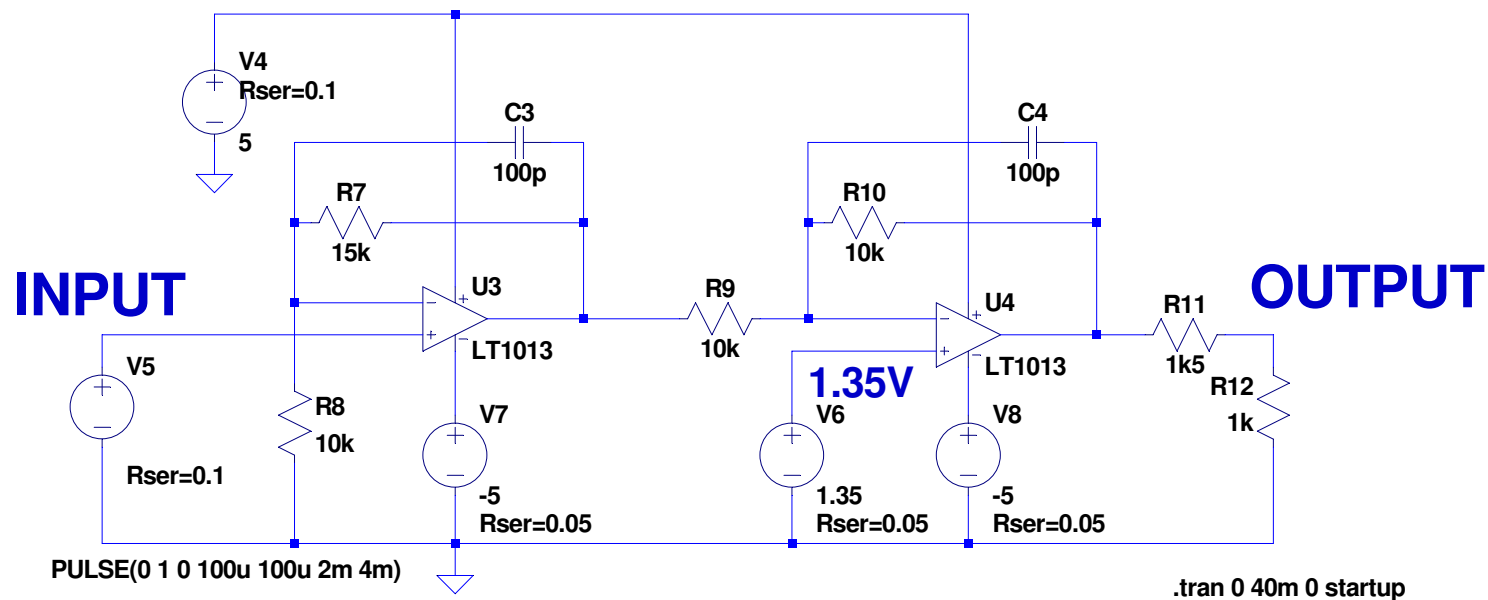 V4
Rser=0.1
5
C3
100p
C4
100p
R7
15k
R10
10k
INPUT
OUTPUT
U3
LT1013
R9
10k
U4
LT1013
R11
1k5
V5
Rser=0.1
R8
10k
V7
-5
Rser=0.05
1.35V
V6
1.35
Rser=0.05
V8
-5
Rser=0.05
R12
1k
PULSE(0 1 0 100u 100u 2m 4m)
.tran 0 40m 0 startup